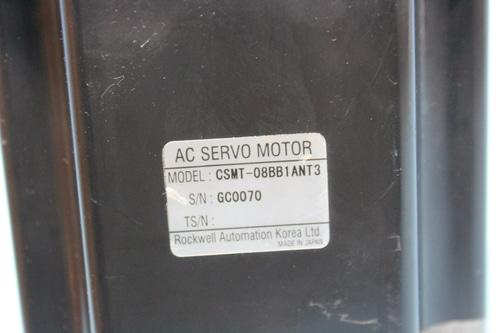 AC SERVO MOTOR
MODEL : CSMT-08BB1ANT3
S/N : GC0070
TS/N :
Rockwell Automation Korea Ltd.
MADE IN JAPAN